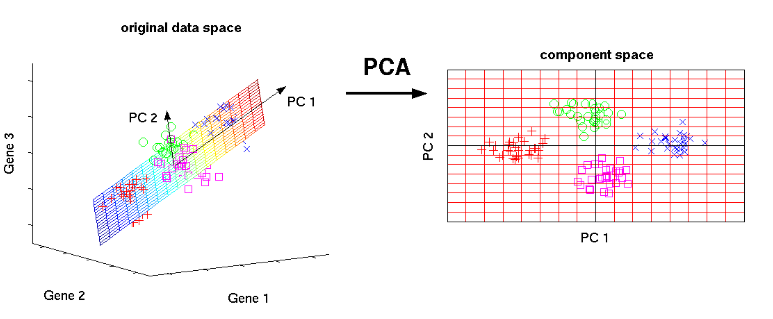 original data space
PC 2
PC 1
Gene 3
Gene 2
Gene 1
PCA
component space
PC 2
PC 1